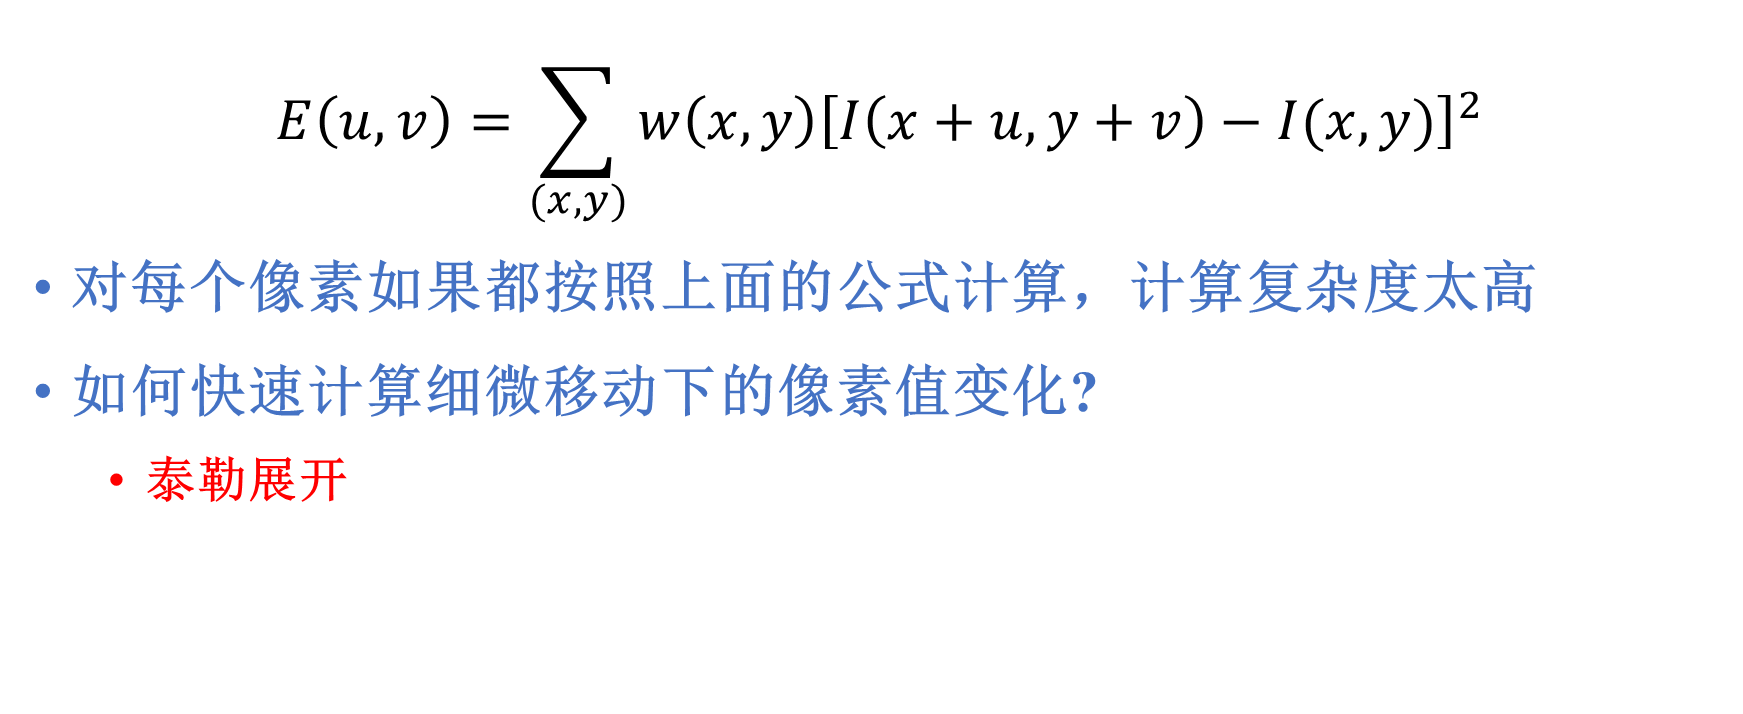 E(u,v) = ∑_(x,y) w(x,y)[I(x + u, y + v) − I(x,y)]²
• 对每个像素如果都按照上面的公式计算，计算复杂度太高
• 如何快速计算细微移动下的像素值变化?
• 泰勒展开